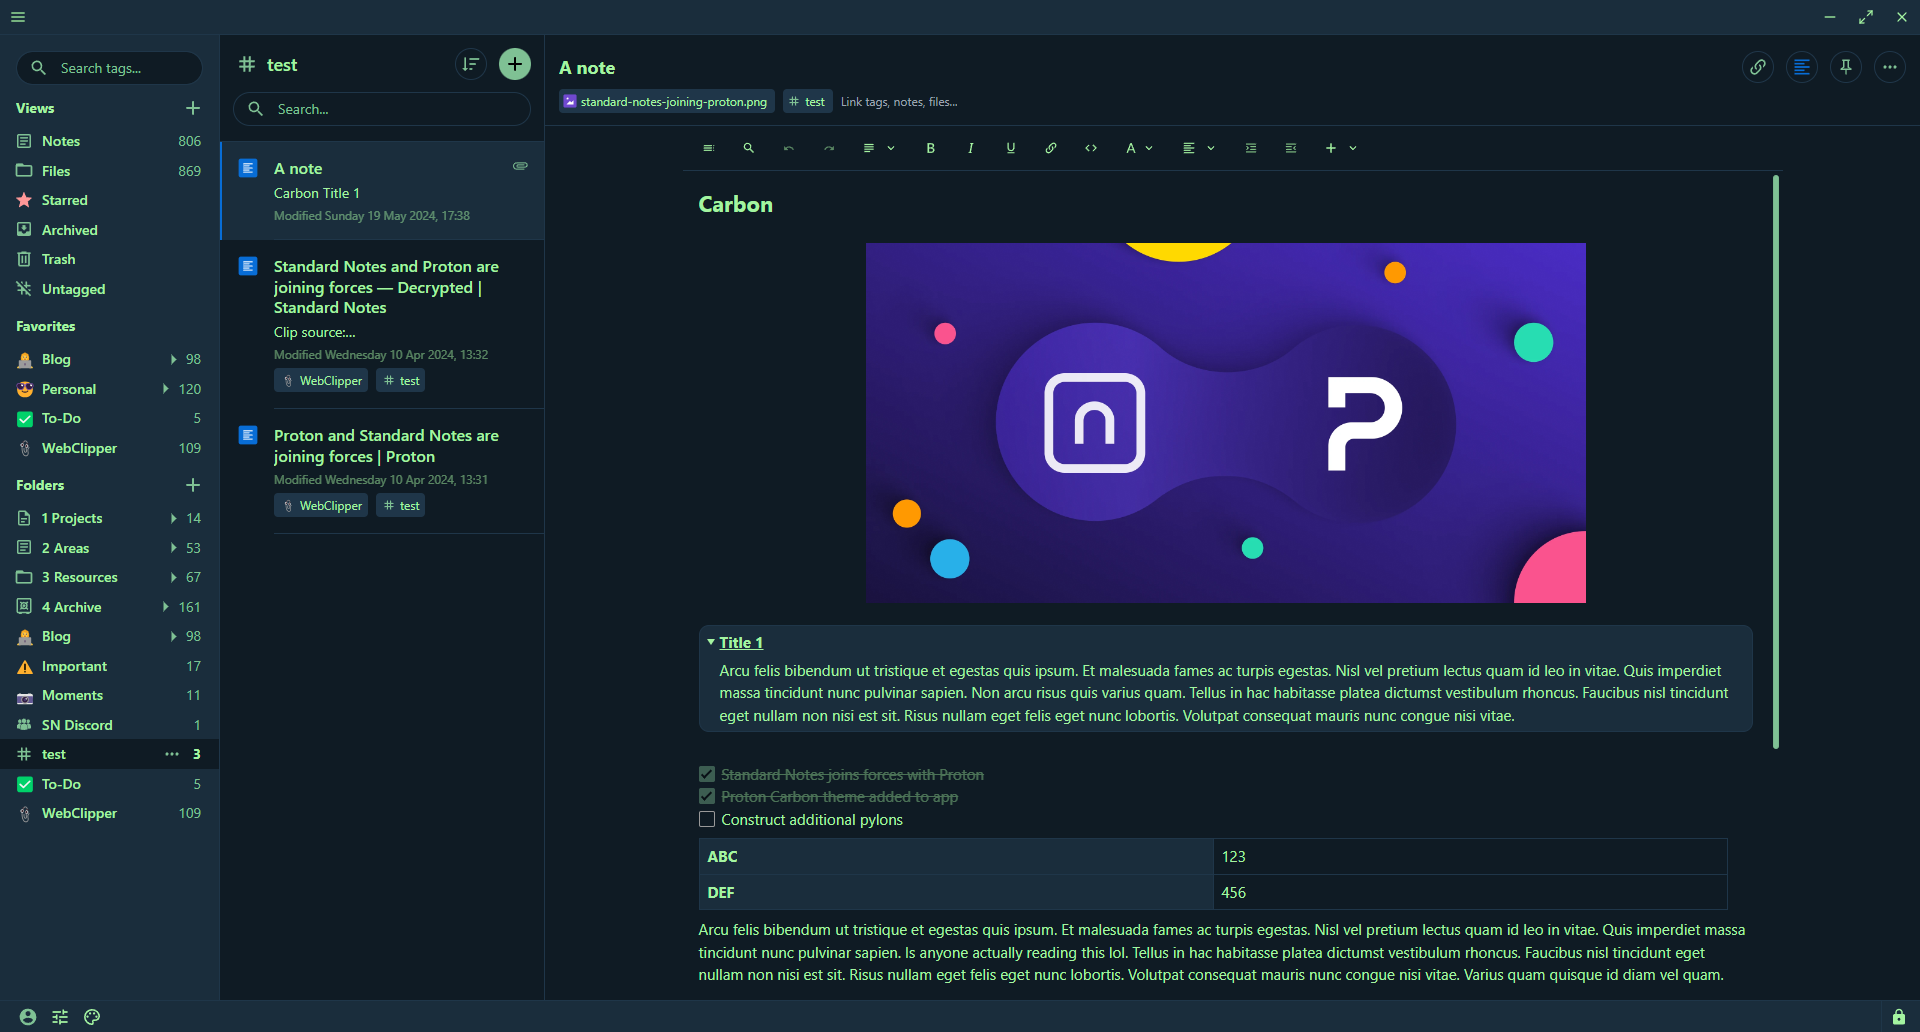 Search tags...
Views
Notes 806
Files 869
Starred
Archived
Trash
Untagged
Favorites
Blog 98
Personal 120
To-Do 5
WebClipper 109
Folders
1 Projects 14
2 Areas 53
3 Resources 67
4 Archive 161
Blog 98
Important 17
Moments 11
SN Discord 1
test 3
To-Do 5
WebClipper 109
# test
Search...
A note
Carbon Title 1
Modified Sunday 19 May 2024, 17:38
Standard Notes and Proton are
joining forces — Decrypted |
Standard Notes
Clip source:...
Modified Wednesday 10 Apr 2024, 13:32
WebClipper # test
Proton and Standard Notes are
joining forces | Proton
Modified Wednesday 10 Apr 2024, 13:31
WebClipper # test
A note
standard-notes-joining-proton.png # test Link tags, notes, files...
B I U A
Carbon
n P
Title 1
Arcu felis bibendum ut tristique et egestas quis ipsum. Et malesuada fames ac turpis egestas. Nisl vel pretium lectus quam id leo in vitae. Quis imperdiet
massa tincidunt nunc pulvinar sapien. Non arcu risus quis varius quam. Tellus in hac habitasse platea dictumst vestibulum rhoncus. Faucibus nisl tincidunt
eget nullam non nisi est sit. Risus nullam eget felis eget nunc lobortis. Volutpat consequat mauris nunc congue nisi vitae.
Standard Notes joins forces with Proton
Proton Carbon theme added to app
Construct additional pylons
ABC 123
DEF 456
Arcu felis bibendum ut tristique et egestas quis ipsum. Et malesuada fames ac turpis egestas. Nisl vel pretium lectus quam id leo in vitae. Quis imperdiet massa
tincidunt nunc pulvinar sapien. Is anyone actually reading this lol. Tellus in hac habitasse platea dictumst vestibulum rhoncus. Faucibus nisl tincidunt eget
nullam non nisi est sit. Risus nullam eget felis eget nunc lobortis. Volutpat consequat mauris nunc congue nisi vitae. Varius quam quisque id diam vel quam.